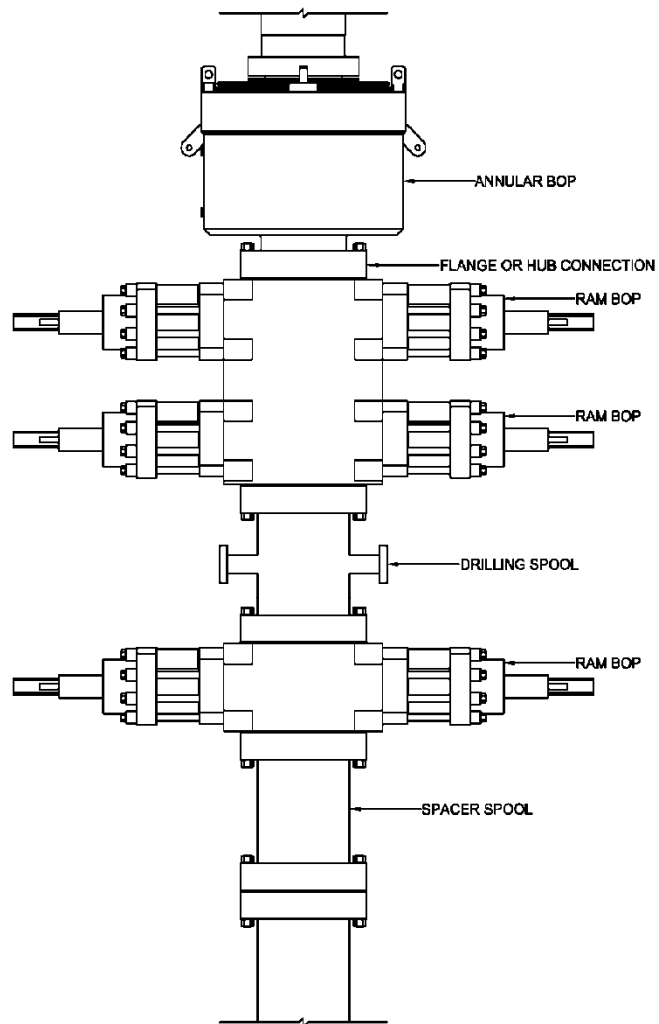 ANNULAR BOP
FLANGE OR HUB CONNECTION
RAM BOP
RAM BOP
DRILLING SPOOL
RAM BOP
SPACER SPOOL